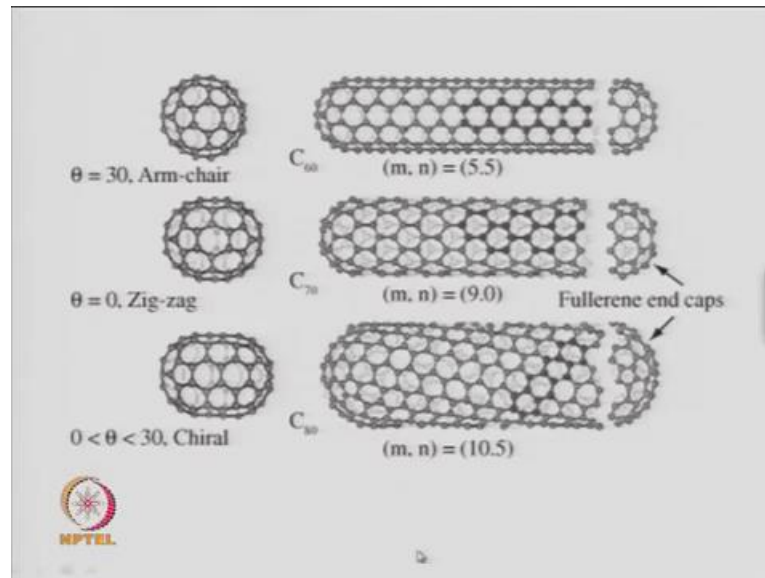 C60
θ = 30, Arm-chair
(m, n) = (5.5)
C70
θ = 0, Zig-zag
(m, n) = (9.0)
Fullerene end caps
C80
0 < θ < 30, Chiral
(m, n) = (10.5)
NPTEL